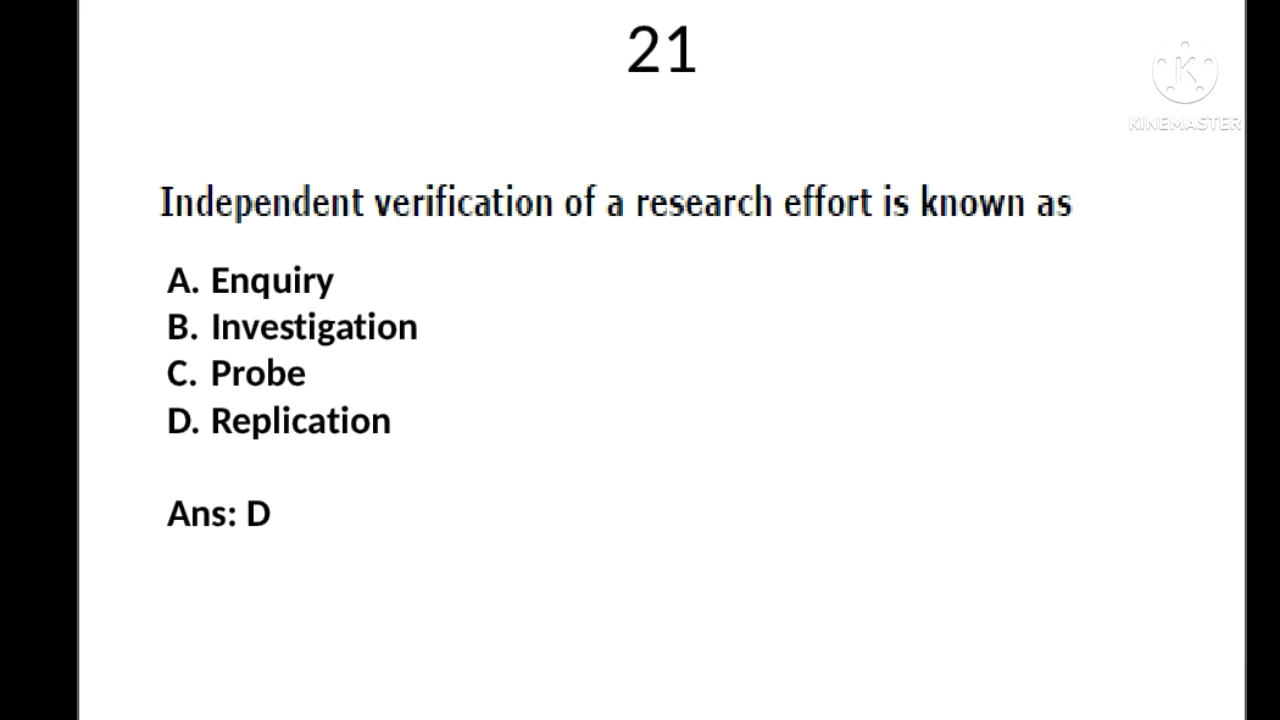 21
KINEMASTER
Independent verification of a research effort is known as
A. Enquiry
B. Investigation
C. Probe
D. Replication
Ans: D